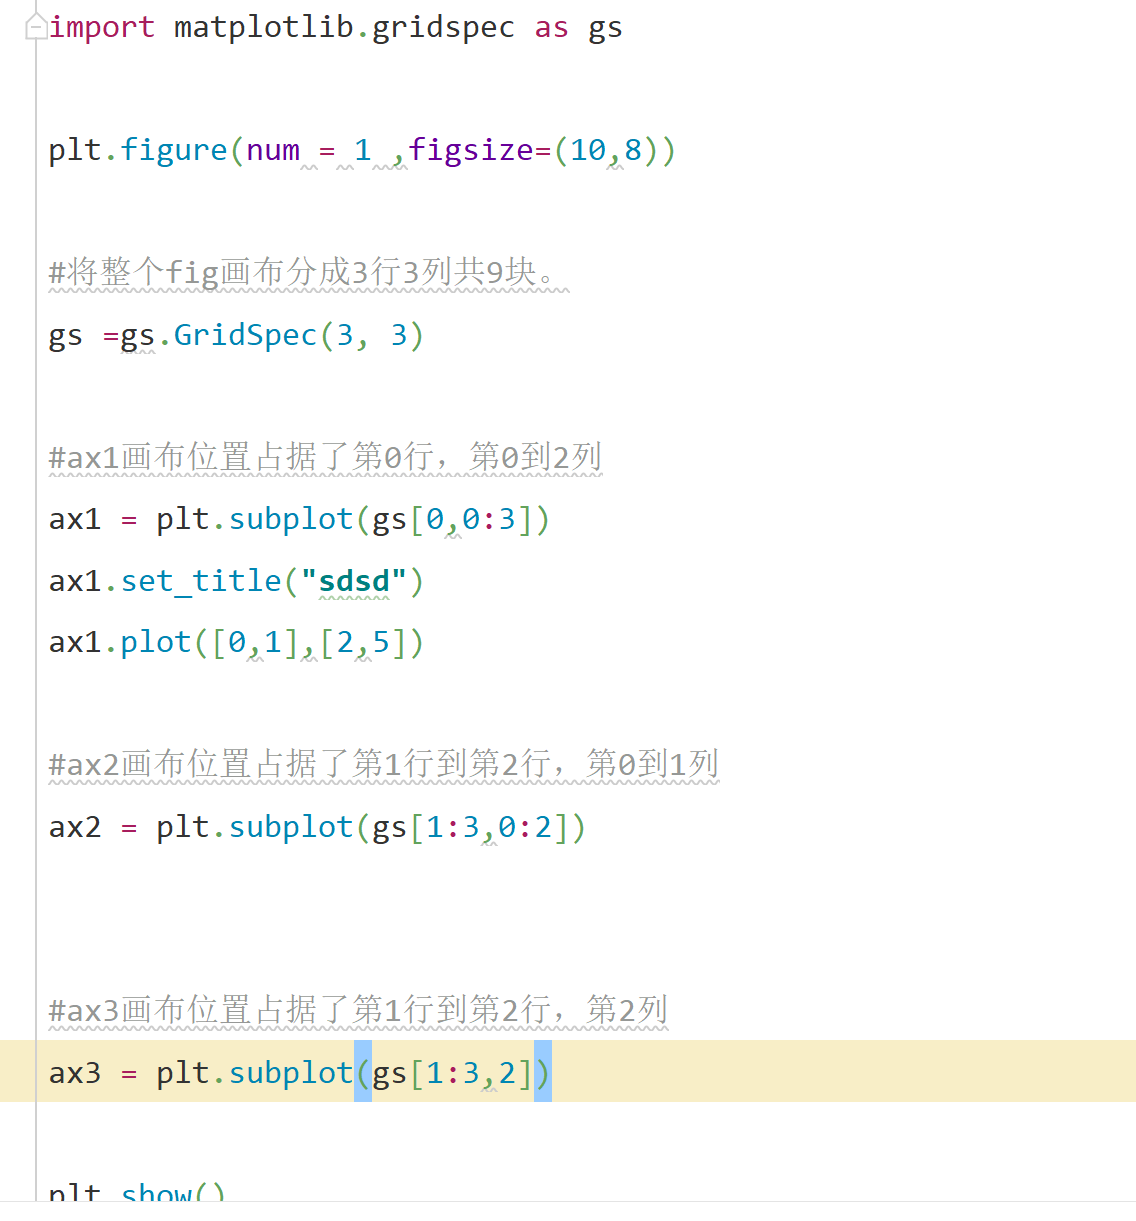 import matplotlib.gridspec as gs
plt.figure(num = 1 ,figsize=(10,8))
#将整个fig画布分成3行3列共9块。
gs =gs.GridSpec(3, 3)
#ax1画布位置占据了第0行，第0到2列
ax1 = plt.subplot(gs[0,0:3])
ax1.set_title("sdsd")
ax1.plot([0,1],[2,5])
#ax2画布位置占据了第1行到第2行，第0到1列
ax2 = plt.subplot(gs[1:3,0:2])
#ax3画布位置占据了第1行到第2行，第2列
ax3 = plt.subplot(gs[1:3,2])
plt.show()